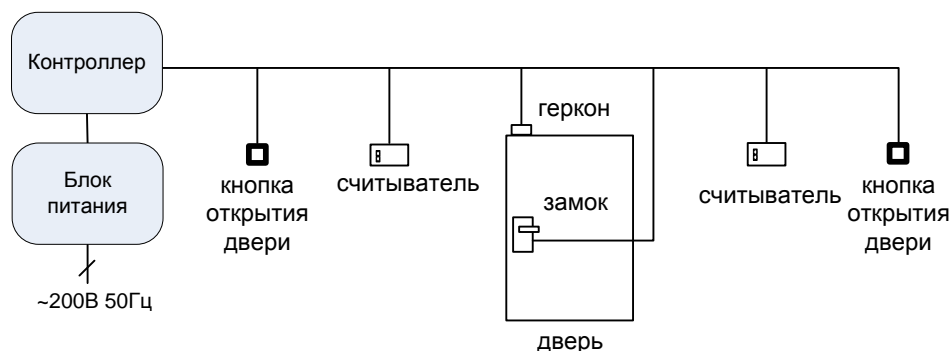 Контроллер
Блок
питания
~200В 50Гц
кнопка
открытия
двери
считыватель
геркон
замок
дверь
считыватель
кнопка
открытия
двери